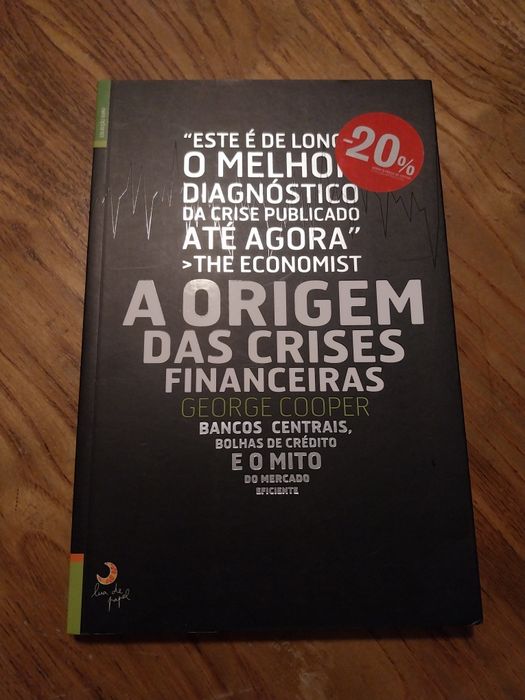 "ESTE É DE LONG
O MELHOR
DIAGNÓSTICO
DA CRISE PUBLICADO
ATÉ AGORA"
>THE ECONOMIST
-20%
A ORIGEM
DAS CRISES
FINANCEIRAS
GEORGE COOPER
BANCOS CENTRAIS,
BOLHAS DE CRÉDITO
E O MITO
DO MERCADO
EFICIENTE
lua de
papel